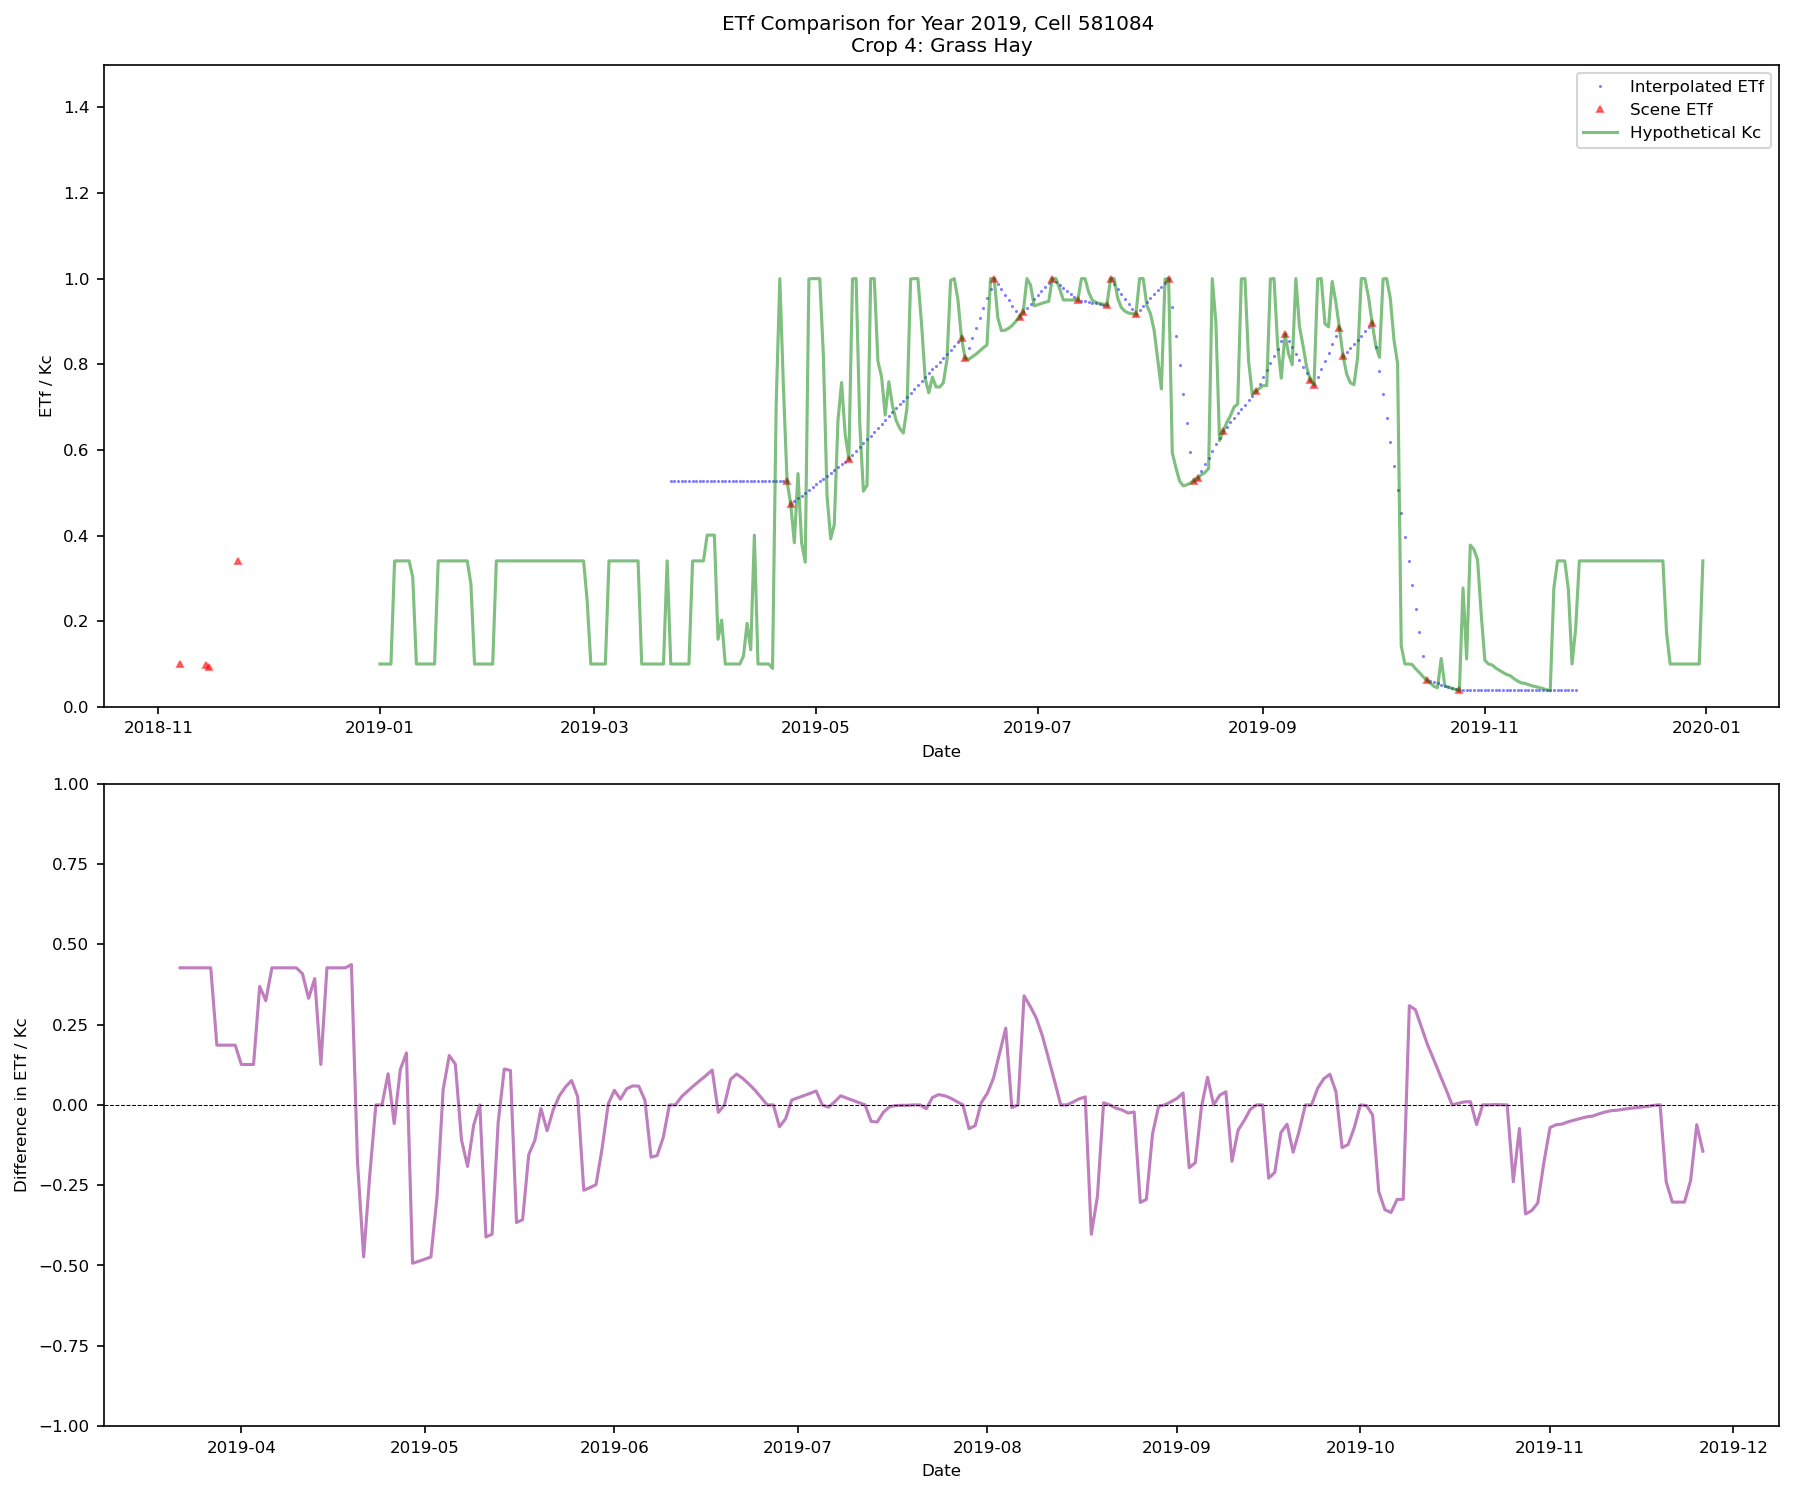 ETf Comparison for Year 2019, Cell 581084
Crop 4: Grass Hay
Interpolated ETf
Scene ETf
Hypothetical Kc
ETf / Kc
1.4
1.2
1.0
0.8
0.6
0.4
0.2
0.0
2018-11 2019-01 2019-03 2019-05 2019-07 2019-09 2019-11 2020-01
Date
Difference in ETf / Kc
1.00
0.75
0.50
0.25
0.00
−0.25
−0.50
−0.75
−1.00
2019-04 2019-05 2019-06 2019-07 2019-08 2019-09 2019-10 2019-11 2019-12
Date